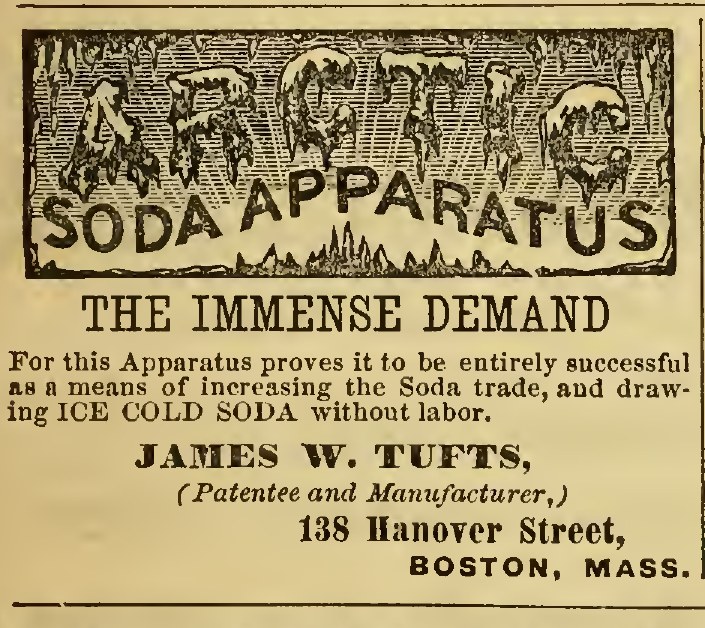 ARCTIC
SODA APPARATUS
THE IMMENSE DEMAND
For this Apparatus proves it to be entirely successful
as a means of increasing the Soda trade, and draw-
ing ICE COLD SODA without labor.
JAMES W. TUFTS,
(Patentee and Manufacturer,)
138 Hanover Street,
BOSTON, MASS.